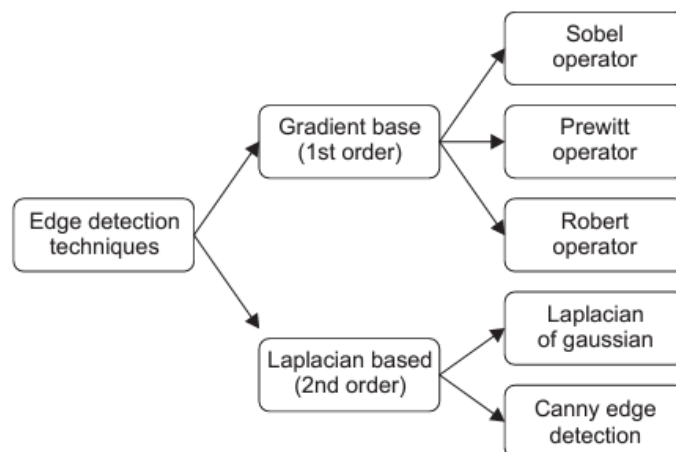 Edge detection
techniques
Gradient base
(1st order)
Laplacian based
(2nd order)
Sobel
operator
Prewitt
operator
Robert
operator
Laplacian
of gaussian
Canny edge
detection